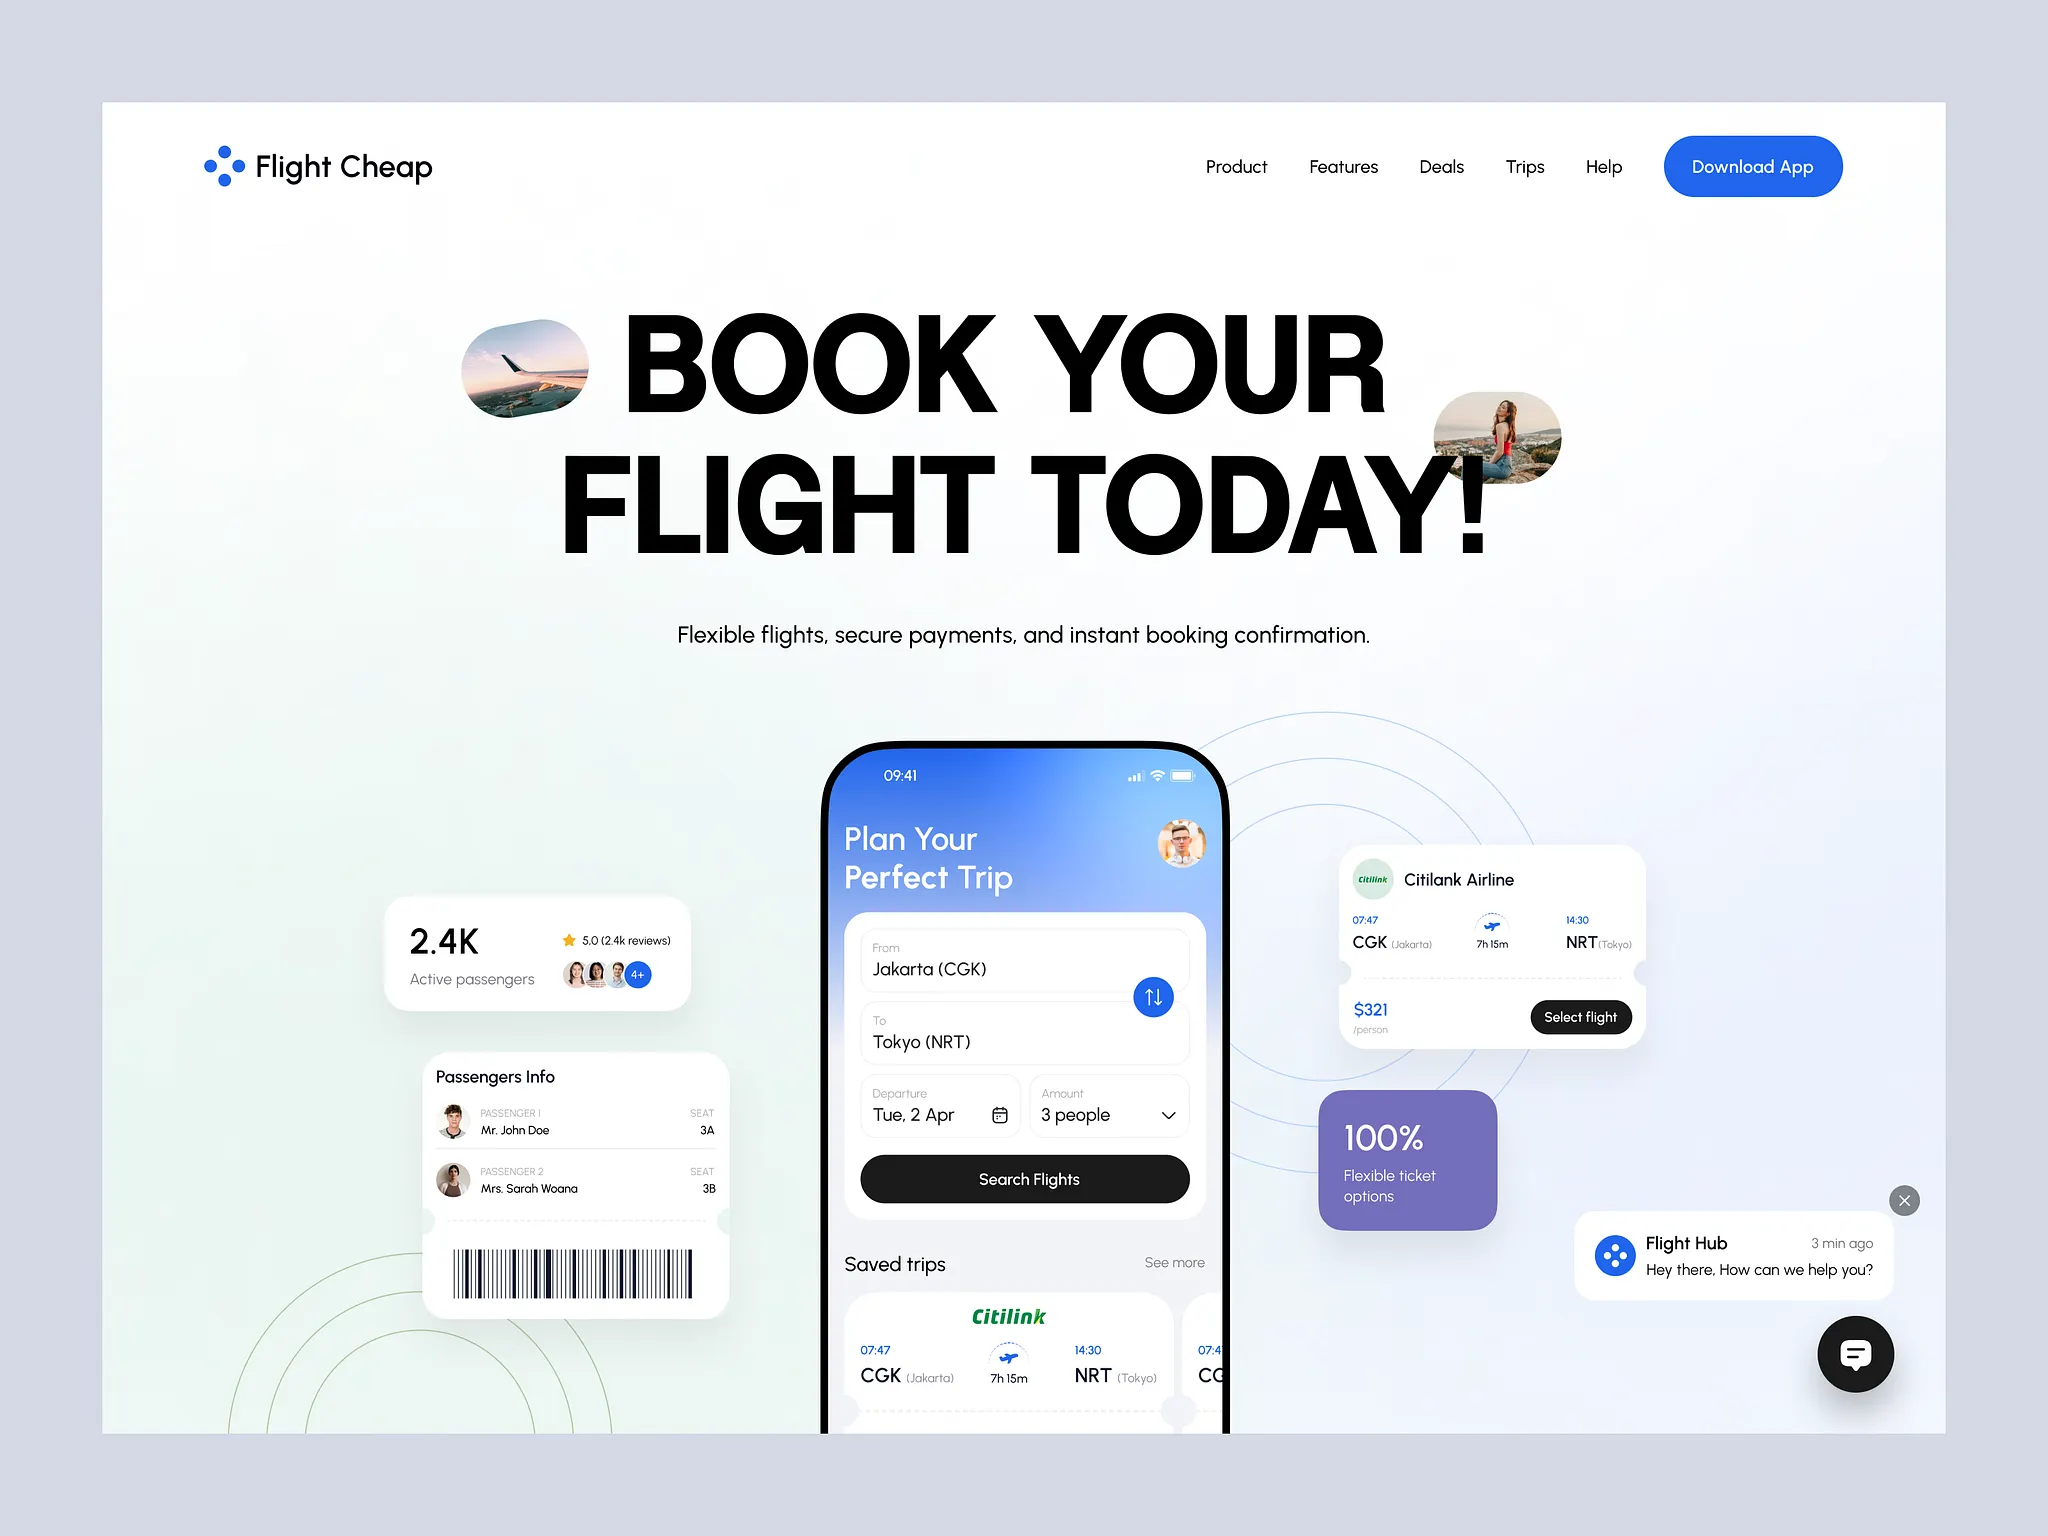 Flight Cheap
Product
Features
Deals
Trips
Help
Download App
BOOK YOUR
FLIGHT TODAY!
Flexible flights, secure payments, and instant booking confirmation.
2.4K
Active passengers
5,0 (2.4k reviews)
4+
Passengers Info
PASSENGER 1
SEAT
Mr. John Doe
3A
PASSENGER 2
SEAT
Mrs. Sarah Woana
3B
09:41
Plan Your
Perfect Trip
From
Jakarta (CGK)
To
Tokyo (NRT)
Departure
Tue, 2 Apr
Amount
3 people
Search Flights
Saved trips
See more
Citilink
07:47
14:30
CGK (Jakarta)
7h 15m
NRT (Tokyo)
07:4
CG
Citilink
Citilank Airline
07:47
14:30
CGK (Jakarta)
7h 15m
NRT (Tokyo)
$321
/person
Select flight
100%
Flexible ticket
options
Flight Hub
3 min ago
Hey there, How can we help you?